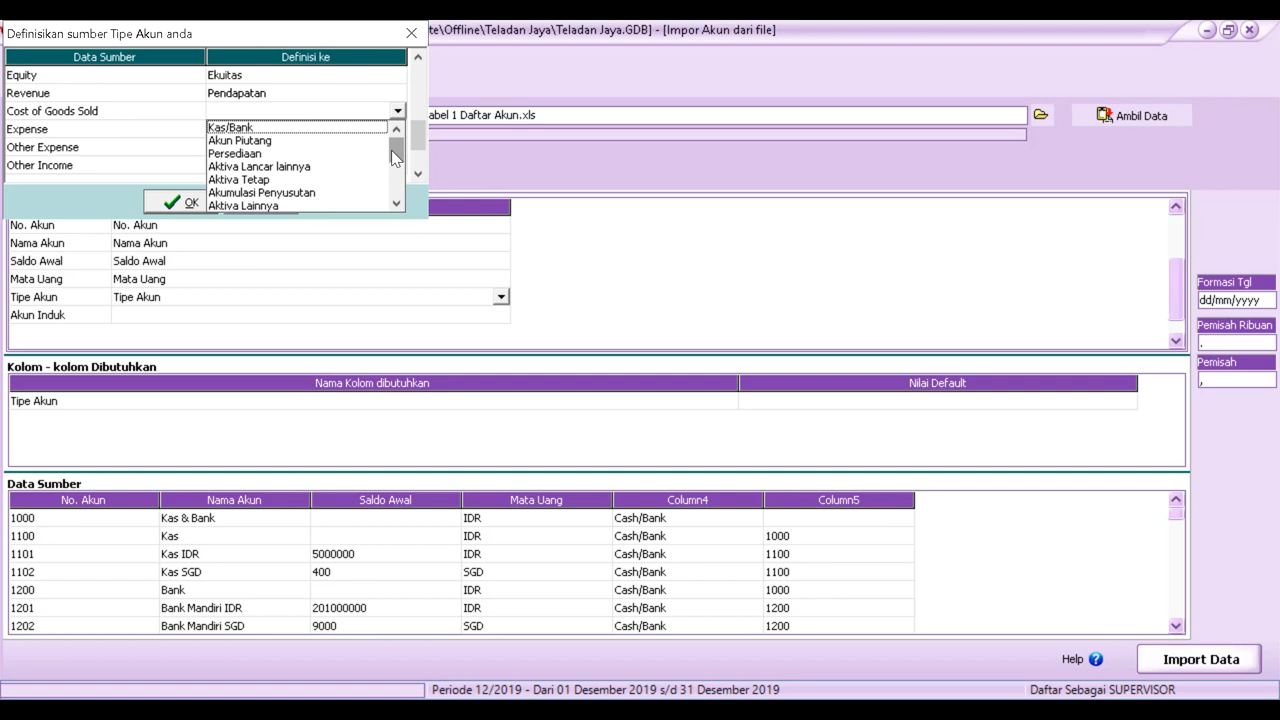 Definisikan sumber Tipe Akun anda
te\Offline\Teladan Jaya\Teladan Jaya.GDB] - [Impor Akun dari file]
Data Sumber Definisi ke
Equity Ekuitas
Revenue Pendapatan
Cost of Goods Sold
Expense
Other Expense
Other Income
Kas/Bank
Akun Piutang
Persediaan
Aktiva Lancar lainnya
Aktiva Tetap
Akumulasi Penyusutan
Aktiva Lainnya
OK
abel 1 Daftar Akun.xls
Ambil Data
No. Akun No. Akun
Nama Akun Nama Akun
Saldo Awal Saldo Awal
Mata Uang Mata Uang
Tipe Akun Tipe Akun
Akun Induk
Formasi Tgl
dd/mm/yyyy
Pemisah Ribuan
Pemisah
,
Kolom - kolom Dibutuhkan
Nama Kolom dibutuhkan Nilai Default
Tipe Akun
Data Sumber
No. Akun Nama Akun Saldo Awal Mata Uang Column4 Column5
1000 Kas & Bank IDR Cash/Bank
1100 Kas IDR Cash/Bank 1000
1101 Kas IDR 5000000 IDR Cash/Bank 1100
1102 Kas SGD 400 SGD Cash/Bank 1100
1200 Bank IDR Cash/Bank 1000
1201 Bank Mandiri IDR 201000000 IDR Cash/Bank 1200
1202 Bank Mandiri SGD 9000 SGD Cash/Bank 1200
Help ?
Import Data
Periode 12/2019 - Dari 01 Desember 2019 s/d 31 Desember 2019
Daftar Sebagai SUPERVISOR